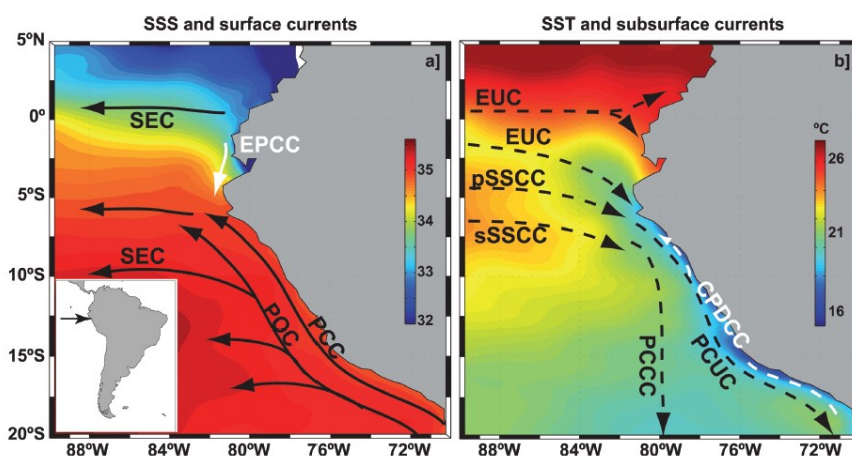 SSS and surface currents
SST and subsurface currents
5ºN
0º
5ºS
10ºS
15ºS
20ºS
a]
SEC
EPCC
SEC
POC
PCC
35
34
33
32
88ºW
84ºW
80ºW
76ºW
72ºW
b]
EUC
EUC
pSSCC
sSSCC
CPDCC
PCUC
PCCC
ºC
26
21
16
88ºW
84ºW
80ºW
76ºW
72ºW